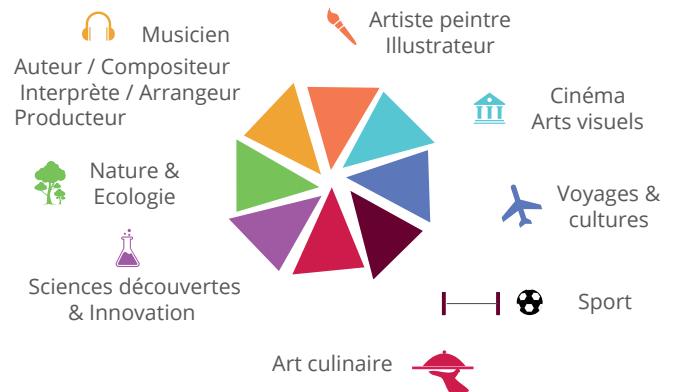 Musicien
Auteur / Compositeur
Interprète / Arrangeur
Producteur
Artiste peintre
Illustrateur
Cinéma
Arts visuels
Nature &
Ecologie
Voyages &
cultures
Sciences découvertes
& Innovation
Sport
Art culinaire